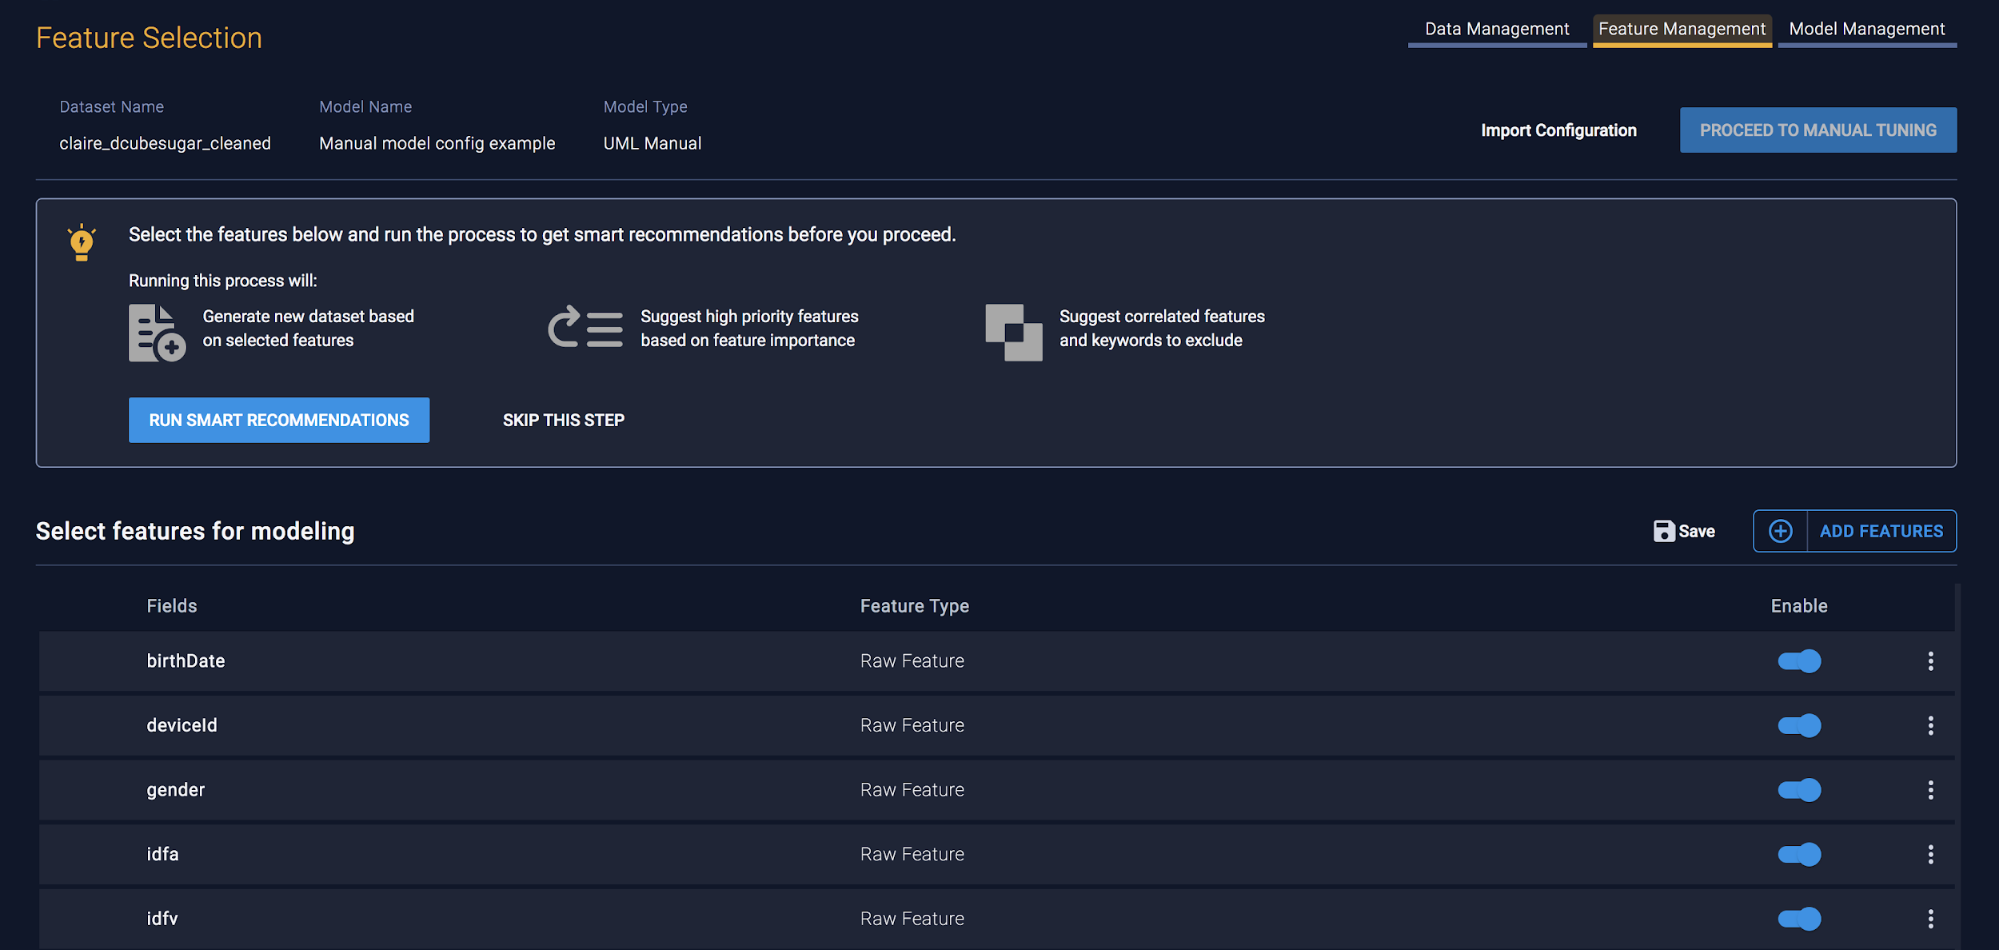 Feature Selection
Data Management
Feature Management
Model Management
Dataset Name
Model Name
Model Type
claire_dcubesugar_cleaned
Manual model config example
UML Manual
Import Configuration
PROCEED TO MANUAL TUNING
Select the features below and run the process to get smart recommendations before you proceed.
Running this process will:
Generate new dataset based
on selected features
Suggest high priority features
based on feature importance
Suggest correlated features
and keywords to exclude
RUN SMART RECOMMENDATIONS
SKIP THIS STEP
Select features for modeling
Save
ADD FEATURES
Fields
Feature Type
Enable
birthDate
Raw Feature
deviceId
Raw Feature
gender
Raw Feature
idfa
Raw Feature
idfv
Raw Feature